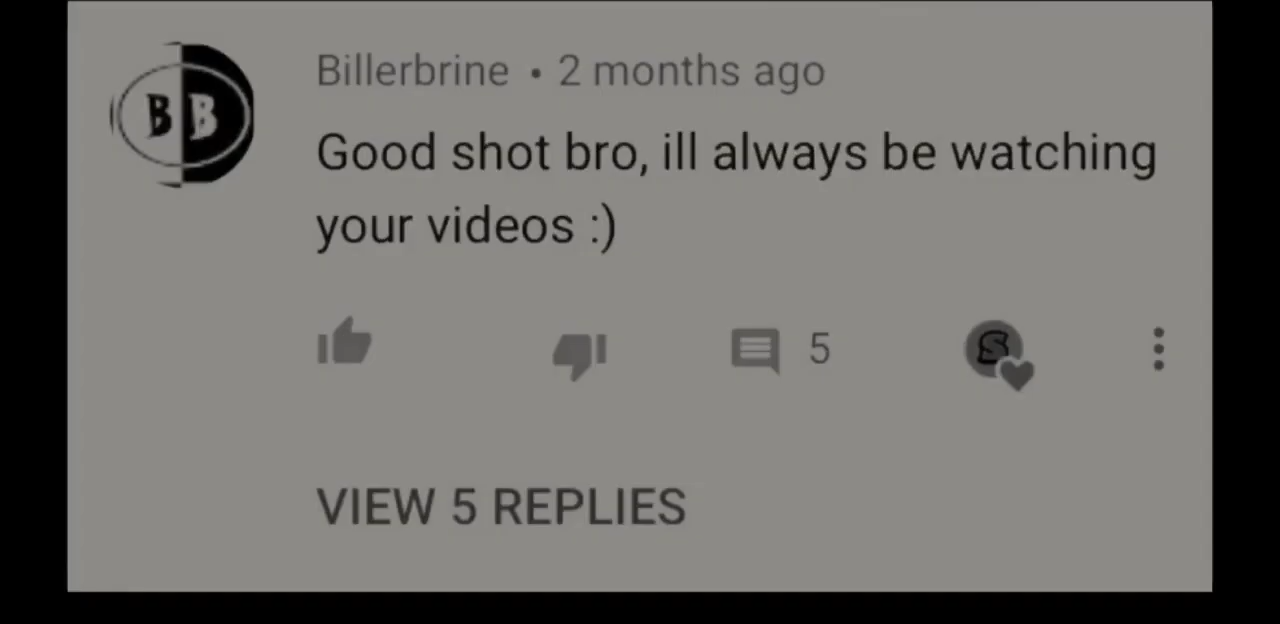 BB
Billerbrine • 2 months ago
Good shot bro, ill always be watching
your videos :)
5
S
VIEW 5 REPLIES